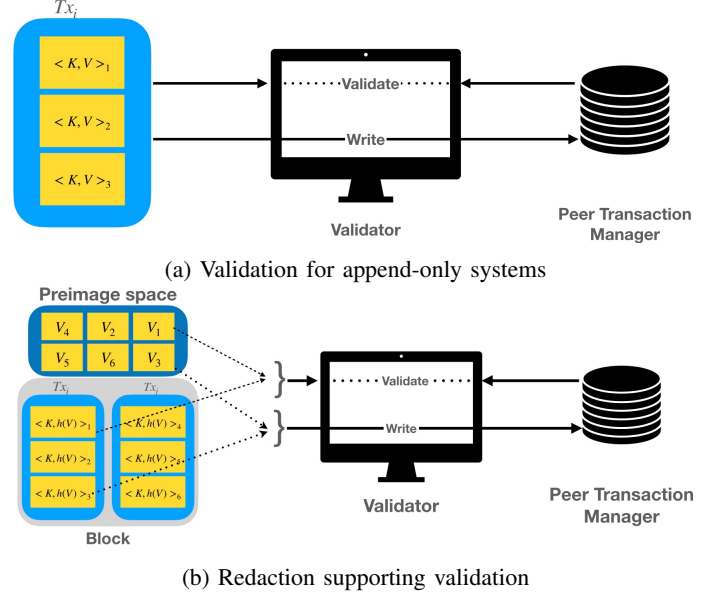 Tx_i
< K, V >_1
< K, V >_2
< K, V >_3
Validate
Write
Validator
Peer Transaction
Manager
(a) Validation for append-only systems
Preimage space
V_4 V_2 V_1
V_5 V_6 V_3
Tx_i Tx_i
< K, h(V) >_1 < K, h(V) >_4
< K, h(V) >_2 < K, h(V) >
< K, h(V) >_3 < K, h(V) >_6
Block
Validate
Write
Validator
Peer Transaction
Manager
(b) Redaction supporting validation